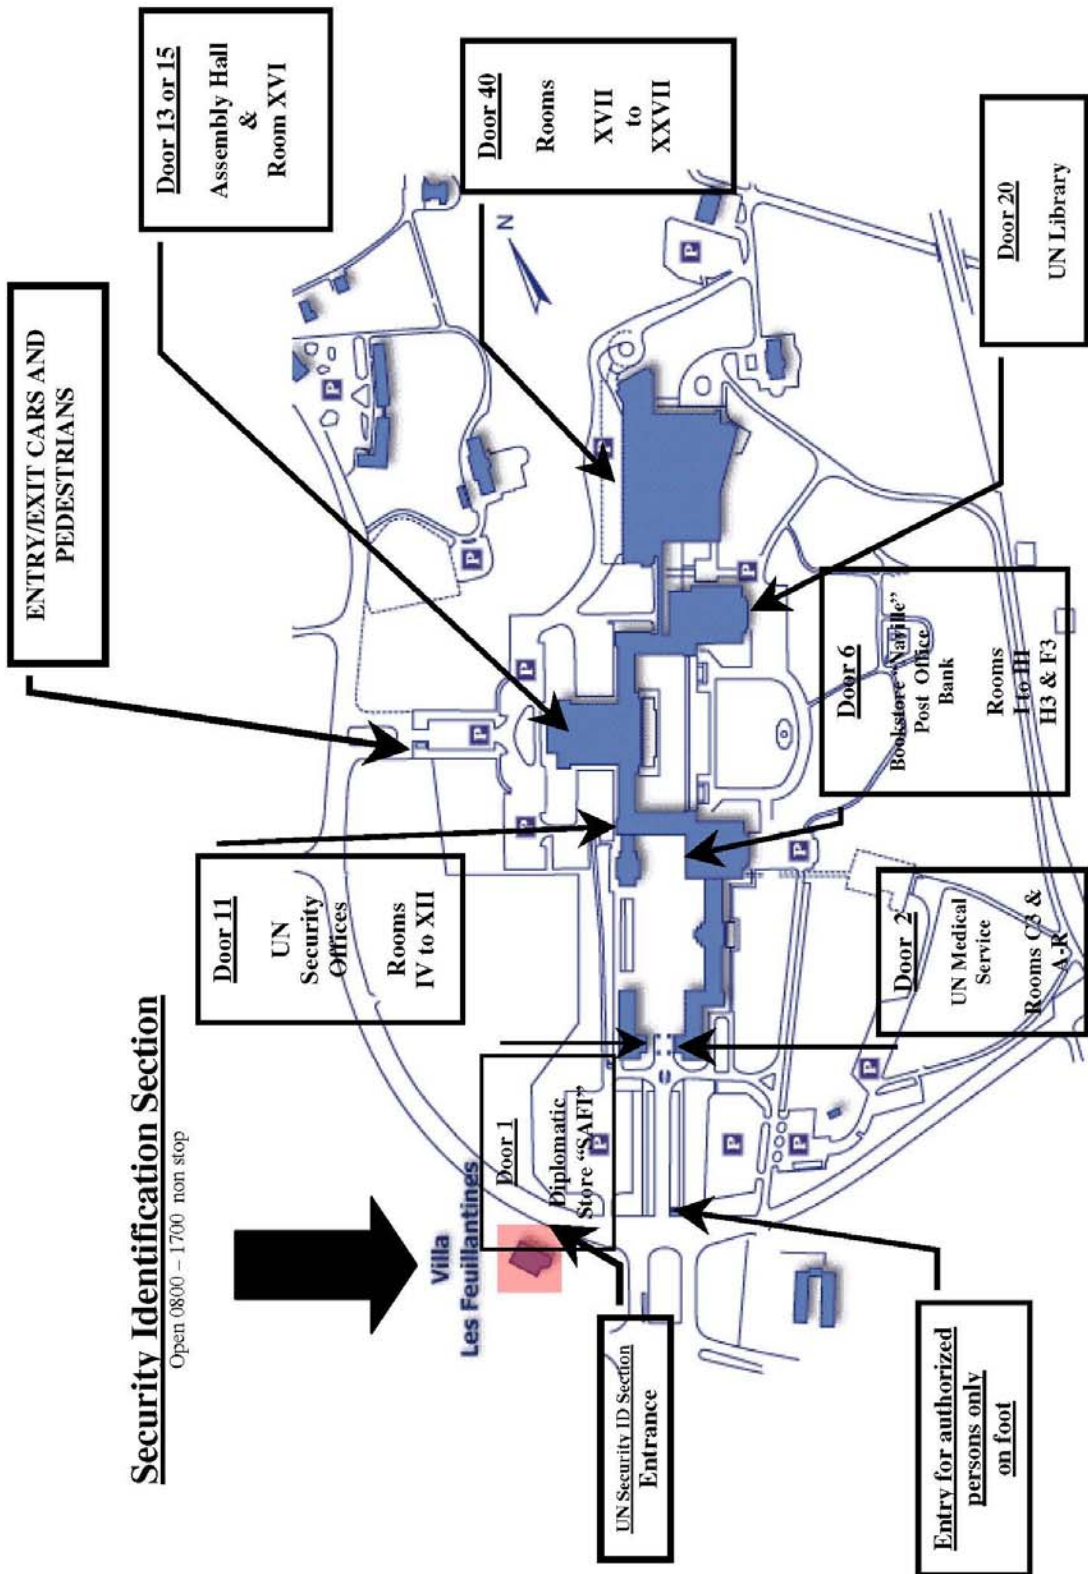 Security Identification Section
Open 0800 – 1700 non stop
Villa
Les Feuillantines
ENTRY/EXIT CARS AND
PEDESTRIANS
Door 13 or 15
Assembly Hall
&
Room XVI
Door 11
UN
Security
Offices
Rooms
IV to XII
Door 40
Rooms
XVII
to
XXVII
N
Door 1
Diplomatic
Store “SAFI”
UN Security ID Section
Entrance
Door 6
Bookstore “Naville”
Post Office
Bank
Rooms
I to III
H3 & F3
Door 2
UN Medical
Service
Rooms C3 &
A-R
Door 20
UN Library
Entry for authorized
persons only
on foot
P
P
P
P
P
P
P
P
P
P
P
P
P
P